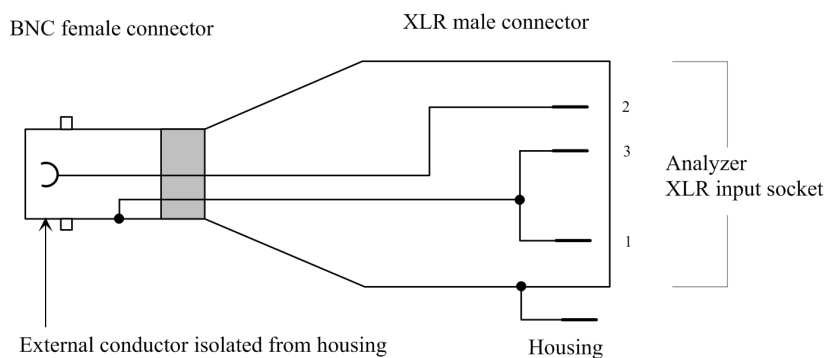 BNC female connector
XLR male connector
2
3
1
Analyzer
XLR input socket
External conductor isolated from housing
Housing